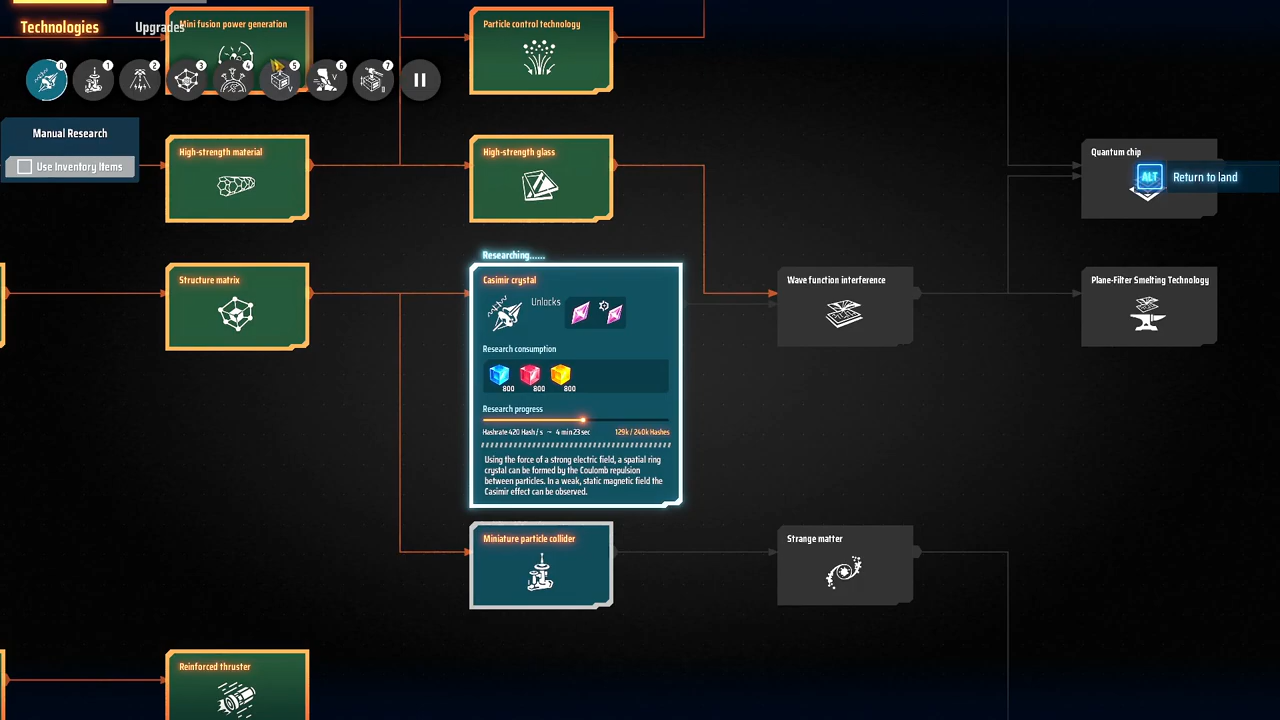 Technologies
Upgrades
Mini fusion power generation
Particle control technology
0
1
2
3
4
5
V
6
V
7
II
Manual Research
Use Inventory Items
High-strength material
High-strength glass
Quantum chip
ALT
Return to land
Researching......
Structure matrix
Casimir crystal
Unlocks
Wave function interference
Plane-Filter Smelting Technology
Research consumption
800
800
800
Research progress
Hashrate 420 Hash / s ~ 4 min 23 sec
129k / 240k Hashes
Using the force of a strong electric field, a spatial ring
crystal can be formed by the Coulomb repulsion
between particles. In a weak, static magnetic field the
Casimir effect can be observed.
Miniature particle collider
Strange matter
Reinforced thruster